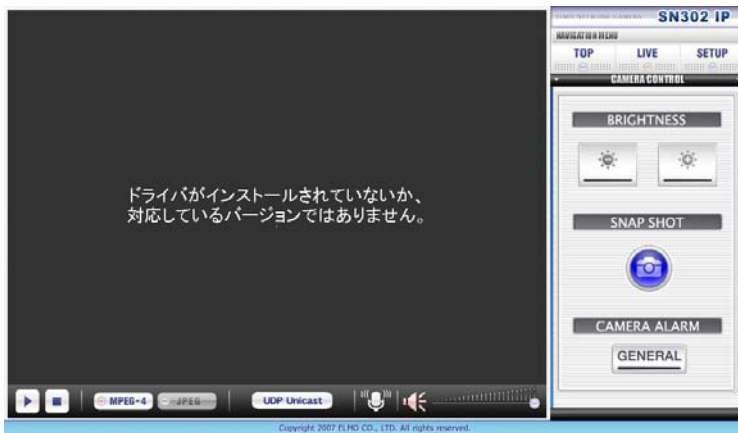 SN302 IP
NAVIGATION MENU
TOP LIVE SETUP
CAMERA CONTROL
BRIGHTNESS
SNAP SHOT
CAMERA ALARM
GENERAL
ドライバがインストールされていないか、
対応しているバージョンではありません。
MPEG-4 JPEG UDP Unicast
Copyright 2007 ELMO CO., LTD. All rights reserved.